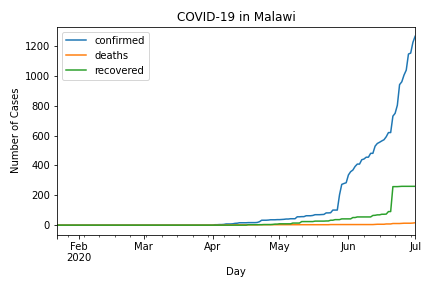 COVID-19 in Malawi
confirmed
deaths
recovered
Number of Cases
1200
1000
800
600
400
200
0
Feb
2020
Mar
Apr
May
Jun
Jul
Day